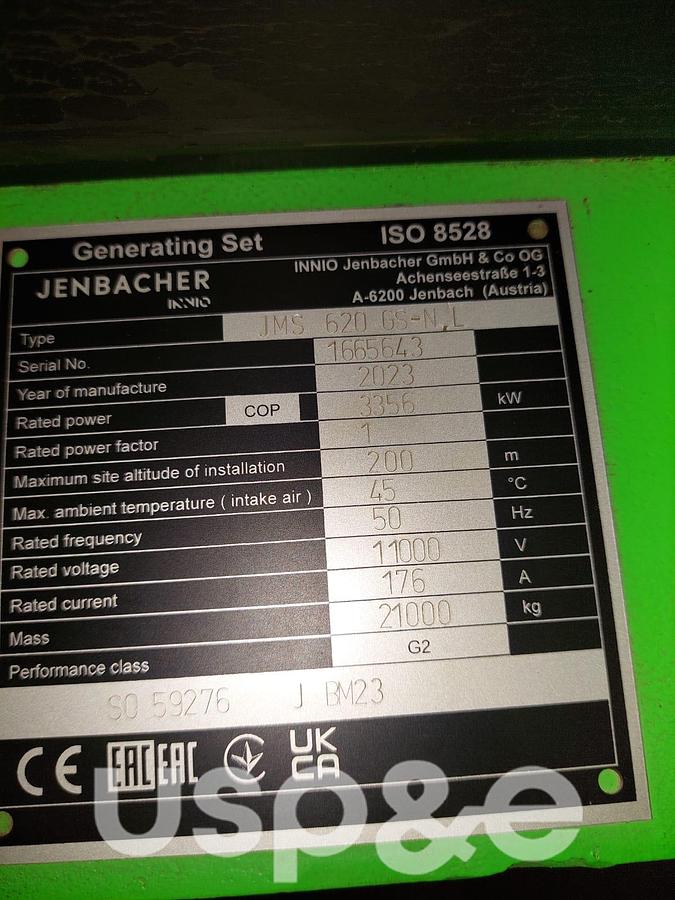 Generating Set ISO 8528
JENBACHER
INNIO
INNIO Jenbacher GmbH & Co OG
Achenseestraße 1-3
A-6200 Jenbach (Austria)
Type JMS 620 GS-N.L
Serial No. 1665643
Year of manufacture 2023
Rated power COP 3356 kW
Rated power factor 1
Maximum site altitude of installation 200 m
Max. ambient temperature ( intake air ) 45 °C
Rated frequency 50 Hz
Rated voltage 11000 V
Rated current 176 A
Mass 21000 kg
Performance class G2
SO 59276 J BM23
CE EAC EAC UK
CA
usp&e